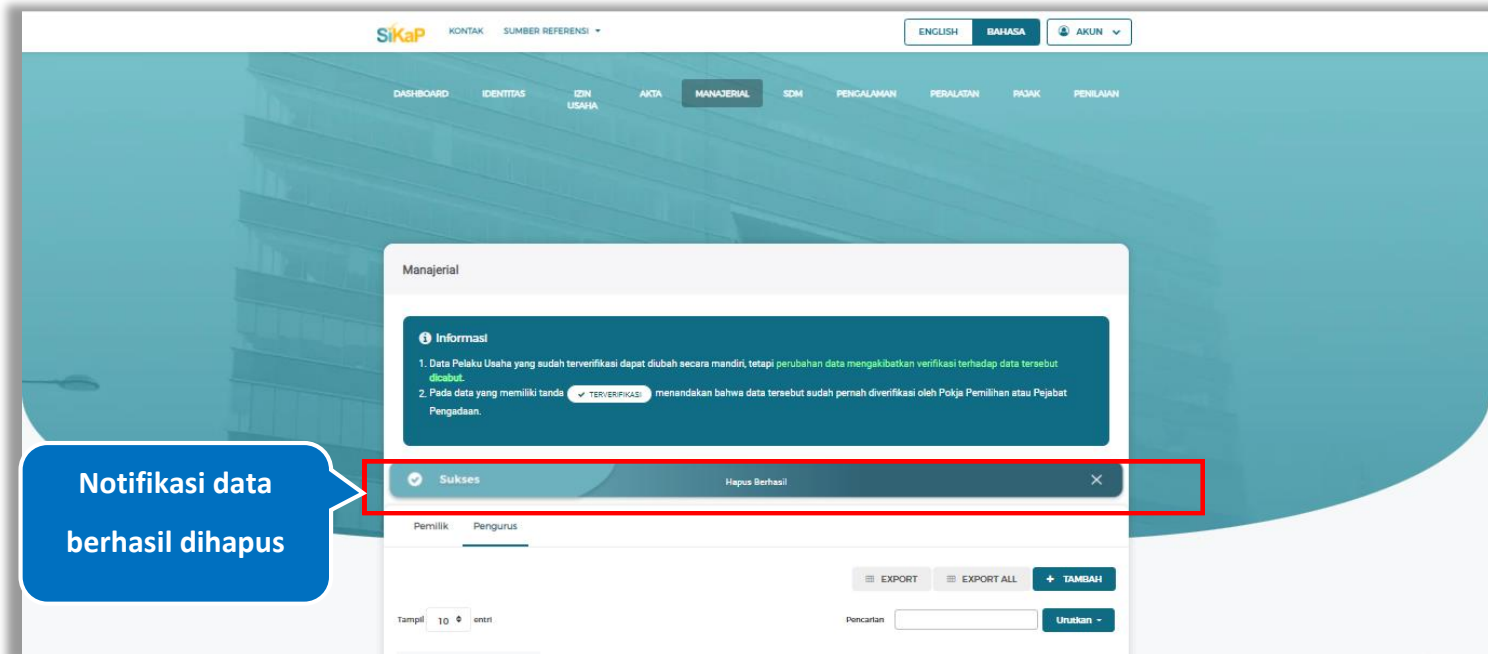 SiKaP KONTAK SUMBER REFERENSI ENGLISH BAHASA AKUN
DASHBOARD IDENTITAS IZIN USAHA AKTA MANAJERIAL SDM PENGALAMAN PERALATAN PAJAK PENILAIAN
Manajerial
Informasi
1. Data Pelaku Usaha yang sudah terverifikasi dapat diubah secara mandiri, tetapi perubahan data mengakibatkan verifikasi terhadap data tersebut
dicabut.
2. Pada data yang memiliki tanda TERVERIFIKASI menandakan bahwa data tersebut sudah pernah diverifikasi oleh Pokja Pemilihan atau Pejabat
Pengadaan.
Notifikasi data
berhasil dihapus
Sukses Hapus Berhasil
Pemilik Pengurus
EXPORT EXPORT ALL + TAMBAH
Tampil 10 entri Pencarian Urutkan